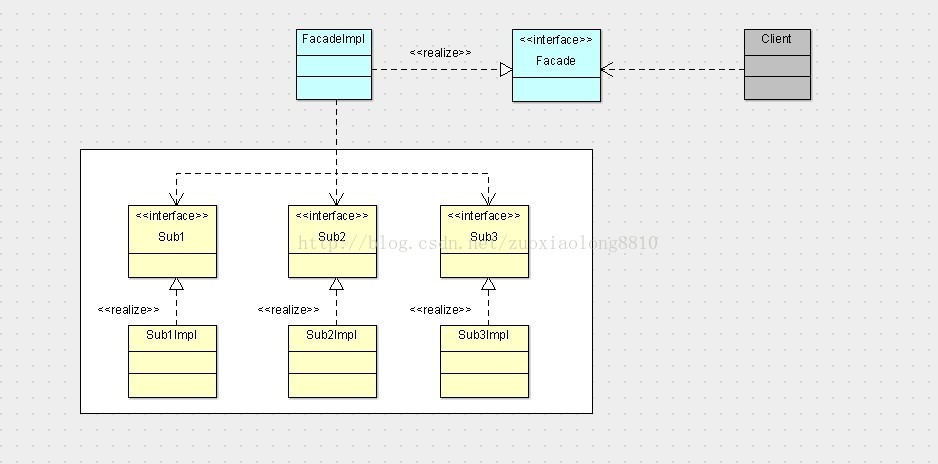 FacadeImpl
<<realize>>
<<interface>>
Facade
Client
<<interface>>
Sub1
<<interface>>
Sub2
<<interface>>
Sub3
http://blog.csdn.net/zuoxiaolong8810
<<realize>>
<<realize>>
<<realize>>
Sub1Impl
Sub2Impl
Sub3Impl